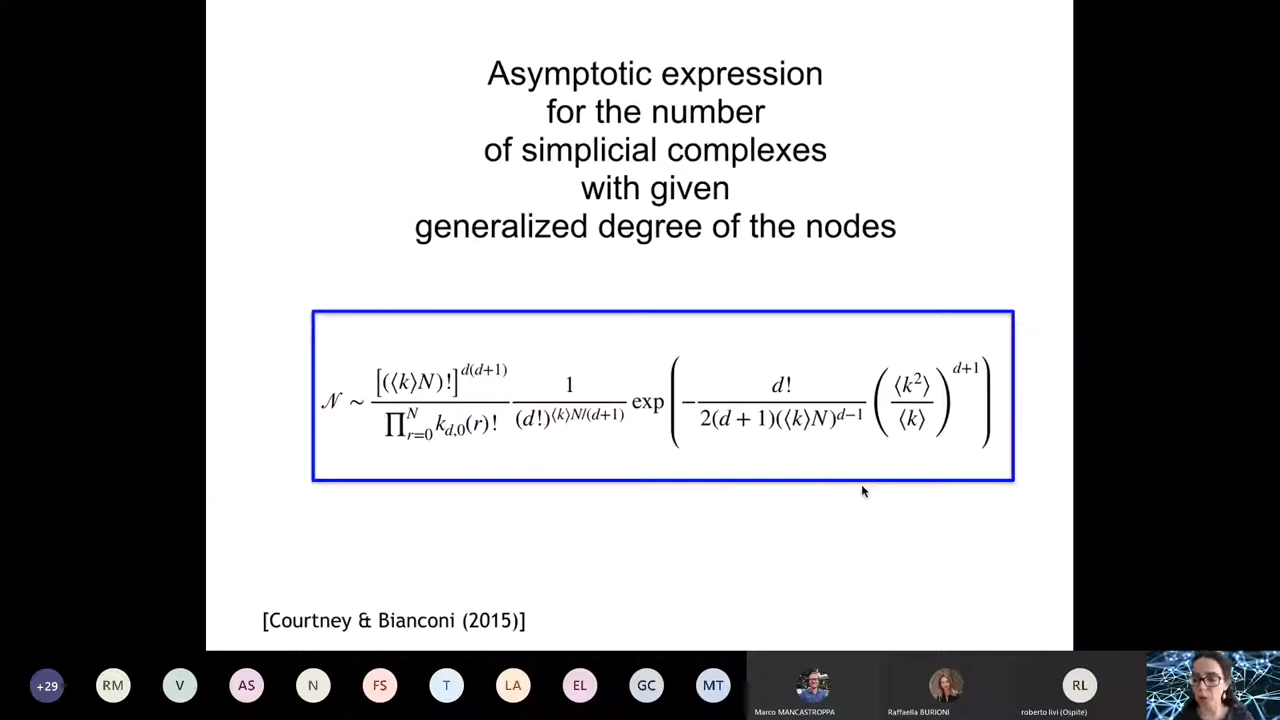 Asymptotic expression
for the number
of simplicial complexes
with given
generalized degree of the nodes
𝒩 ∼ [(⟨k⟩N)!]^{d(d+1)} / ∏_{r=0}^{N} k_{d,0}(r)! 1 / (d!)^{⟨k⟩N/(d+1)} exp(− d! / 2(d + 1)(⟨k⟩N)^{d−1} (⟨k²⟩ / ⟨k⟩)^{d+1})
[Courtney & Bianconi (2015)]
+29 RM V AS N FS T LA EL GC MT RL
Marco MANCASTROPPA Raffaella BURIONI roberto livi (Ospite)